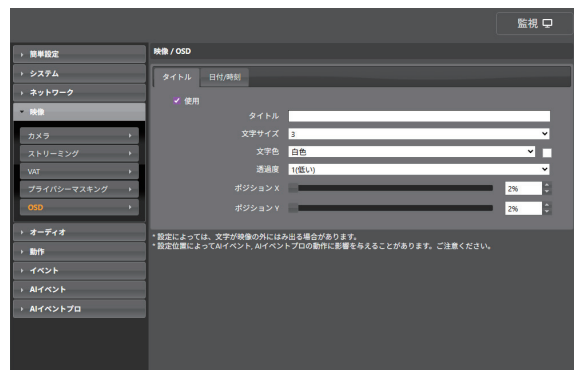 監視
簡単設定
システム
ネットワーク
映像
カメラ
ストリーミング
VAT
プライバシーマスキング
OSD
オーディオ
動作
イベント
AIイベント
AIイベントプロ
映像 / OSD
タイトル 日付/時刻
使用
タイトル
文字サイズ 3
文字色 白色
透過度 1(低い)
ポジション X 2%
ポジション Y 2%
* 設定によっては、文字が映像の外にはみ出る場合があります。
* 設定位置によってAIイベント, AIイベントプロの動作に影響を与えることがあります。ご注意ください。